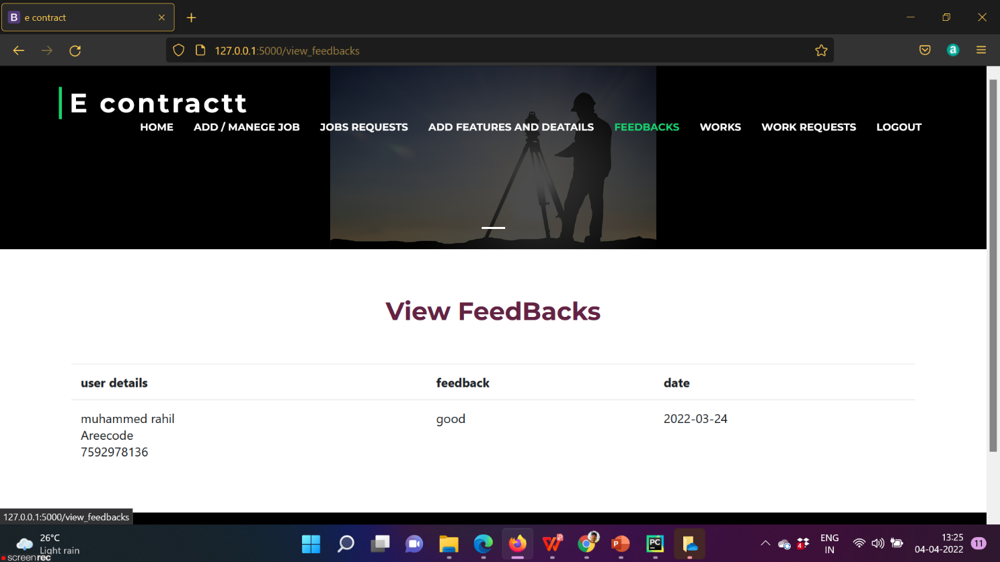 B e contract
127.0.0.1:5000/view_feedbacks
a
E contractt
HOME ADD / MANEGE JOB JOBS REQUESTS ADD FEATURES AND DEATAILS FEEDBACKS WORKS WORK REQUESTS LOGOUT
View FeedBacks
user details feedback date
muhammed rahil good 2022-03-24
Areecode
7592978136
127.0.0.1:5000/view_feedbacks
26°C
Light rain
screenrec
W
P
PC
4
ENG
IN
13:25
04-04-2022
11